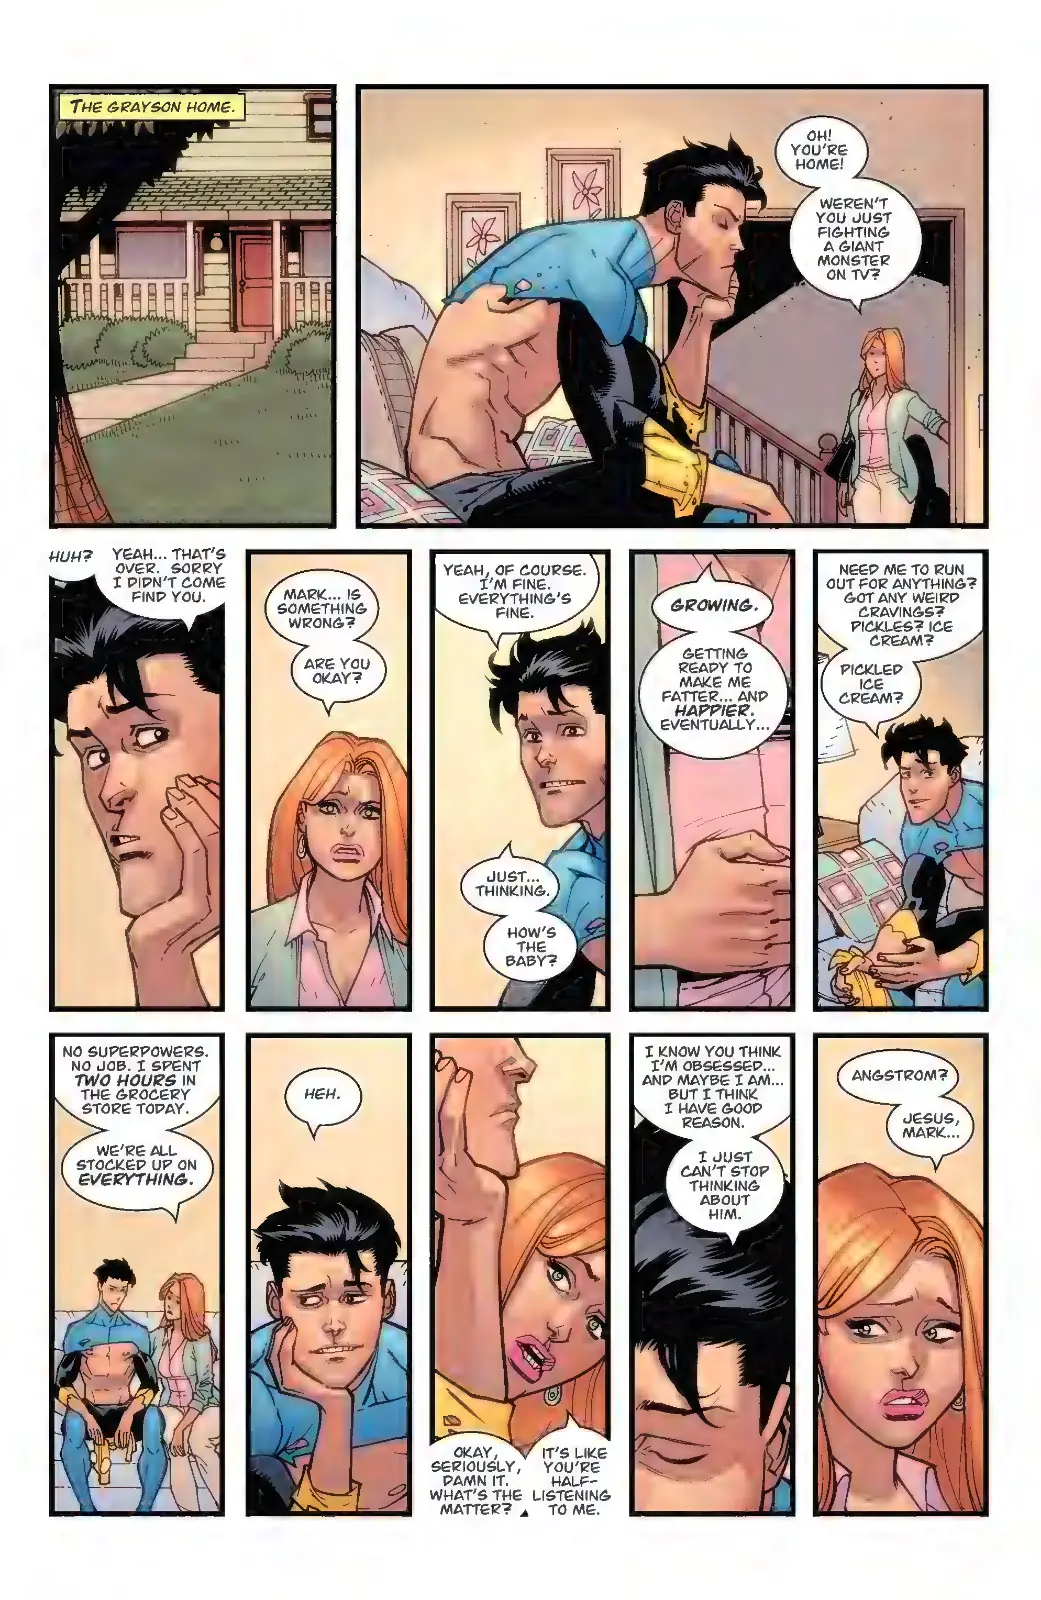 THE GRAYSON HOME.
OH!
YOU'RE
HOME!
WEREN'T
YOU JUST
FIGHTING
A GIANT
MONSTER
ON TV?
HUH?
YEAH... THAT'S
OVER. SORRY
I DIDN'T COME
FIND YOU.
MARK... IS
SOMETHING
WRONG?
ARE YOU
OKAY?
YEAH, OF COURSE.
I'M FINE.
EVERYTHING'S
FINE.
JUST...
THINKING.
HOW'S
THE
BABY?
GROWING.
GETTING
READY TO
MAKE ME
FATTER... AND
HAPPIER.
EVENTUALLY...
NEED ME TO RUN
OUT FOR ANYTHING?
GOT ANY WEIRD
CRAVINGS?
PICKLES? ICE
CREAM?
PICKLED
ICE
CREAM?
NO SUPERPOWERS.
NO JOB. I SPENT
TWO HOURS IN
THE GROCERY
STORE TODAY.
WE'RE ALL
STOCKED UP ON
EVERYTHING.
HEH.
OKAY,
SERIOUSLY,
DAMN IT.
WHAT'S THE
MATTER?
IT'S LIKE
YOU'RE
HALF-
LISTENING
TO ME.
I KNOW YOU THINK
I'M OBSESSED...
AND MAYBE I AM...
BUT I THINK
I HAVE GOOD
REASON.
I JUST
CAN'T STOP
THINKING
ABOUT
HIM.
ANGSTROM?
JESUS,
MARK...